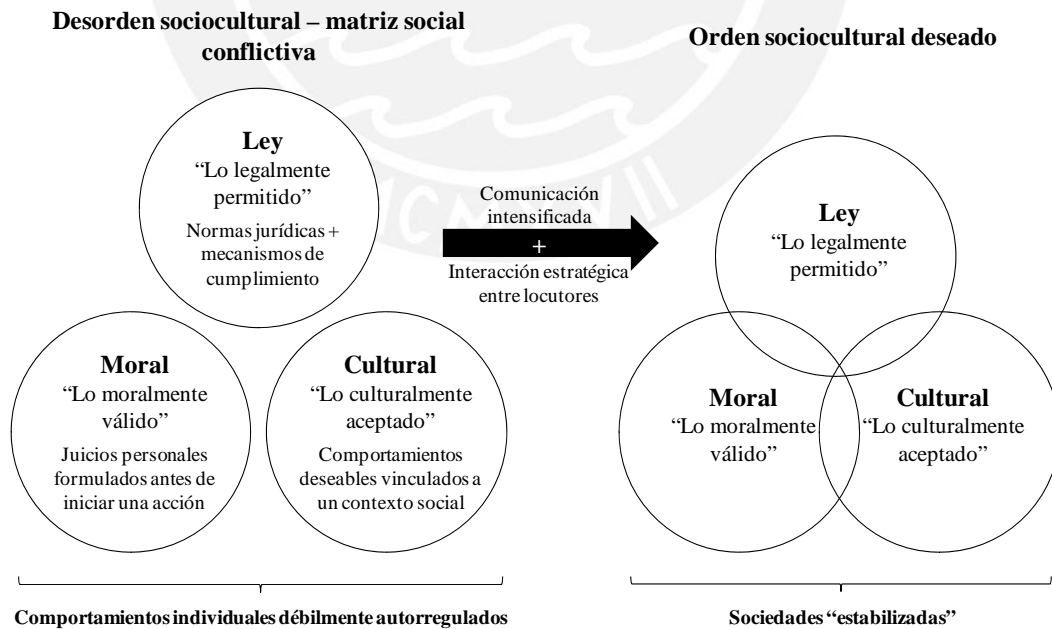 Desorden sociocultural – matriz social
conflictiva
Ley
“Lo legalmente
permitido”
Normas jurídicas +
mecanismos de
cumplimiento
Moral
“Lo moralmente
válido”
Juicios personales
formulados antes de
iniciar una acción
Cultural
“Lo culturalmente
aceptado”
Comportamientos
deseables vinculados a
un contexto social
Comportamientos individuales débilmente autorregulados
Comunicación
intensificada
+
Interacción estratégica
entre locutores
Orden sociocultural deseado
Ley
“Lo legalmente
permitido”
Moral
“Lo moralmente
válido”
Cultural
“Lo culturalmente
aceptado”
Sociedades “estabilizadas”